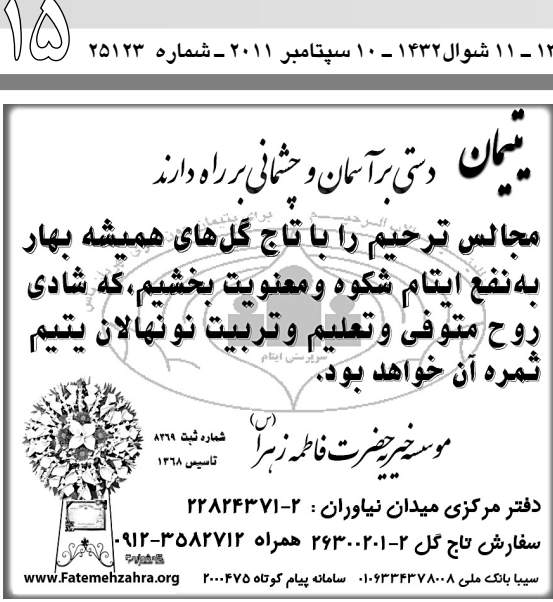 ۱۵
۱۲ ـ ۱۱ شوال ۱۴۳۲ ـ ۱۰ سپتامبر ۲۰۱۱ ـ شماره ۲۵۱۲۳
یتیمان دستی بر آسمان و چشمانی بر راه دارند
مجالس ترحیم را با تاج گل‌های همیشه بهار
به‌نفع ایتام شکوه و معنویت بخشیم، که شادی
روح متوفی و تعلیم و تربیت نونهالان یتیم
سرپرستی ایتام
ثمره آن خواهد بود.
موسسه خیریه حضرت فاطمه زهرا (س)
شماره ثبت ۸۳۶۹
تاسیس ۱۳۶۸
دفتر مرکزی میدان نیاوران : ۲-۲۲۸۲۴۳۷۱
سفارش تاج گل ۲-۲۶۳۰۰۲۰۱ همراه ۳۵۸۲۷۱۲-۰۹۱۲
سیبا بانک ملی ۰۱۰۶۳۳۴۳۷۸۰۰۸ سامانه پیام کوتاه ۲۰۰۰۴۷۵
www.Fatemehzahra.org